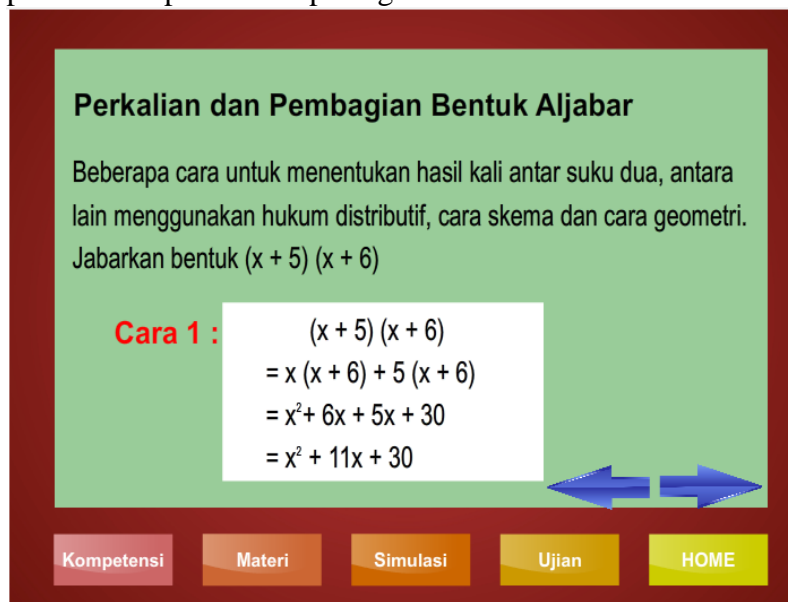 Perkalian dan Pembagian Bentuk Aljabar
Beberapa cara untuk menentukan hasil kali antar suku dua, antara
lain menggunakan hukum distributif, cara skema dan cara geometri.
Jabarkan bentuk (x + 5) (x + 6)
Cara 1 :
(x + 5) (x + 6)
= x (x + 6) + 5 (x + 6)
= x²+ 6x + 5x + 30
= x² + 11x + 30
Kompetensi
Materi
Simulasi
Ujian
HOME